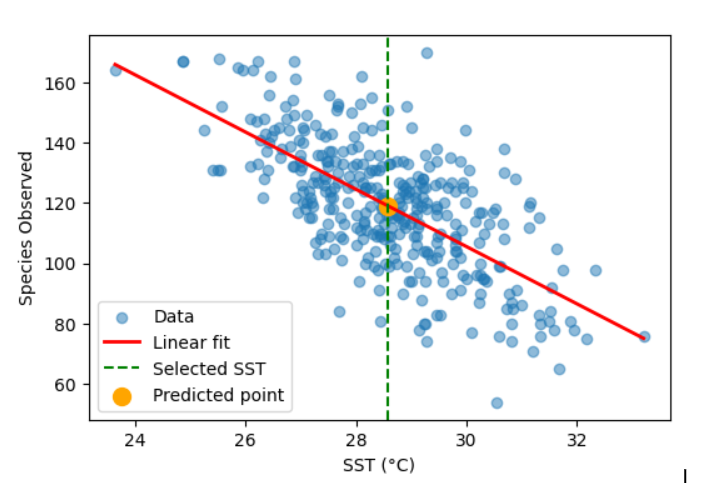 Species Observed
160
140
120
100
80
60
Data
Linear fit
Selected SST
Predicted point
24 26 28 30 32
SST (°C)